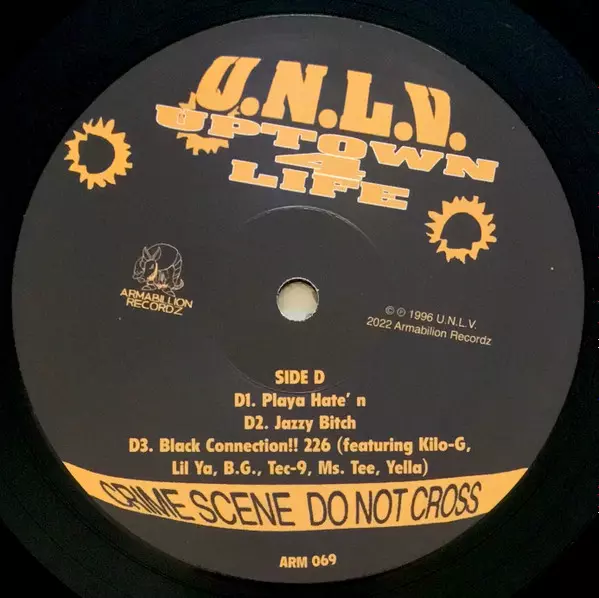 U.N.L.V.
UPTOWN
4
LIFE
ARMABILLION
RECORDZ
© ℗ 1996 U.N.L.V.
2022 Armabilion Recordz
SIDE D
D1. Playa Hate' n
D2. Jazzy Bitch
D3. Black Connection!! 226 (featuring Kilo-G,
Lil Ya, B.G., Tec-9, Ms. Tee, Yella)
CRIME SCENE DO NOT CROSS
ARM 069